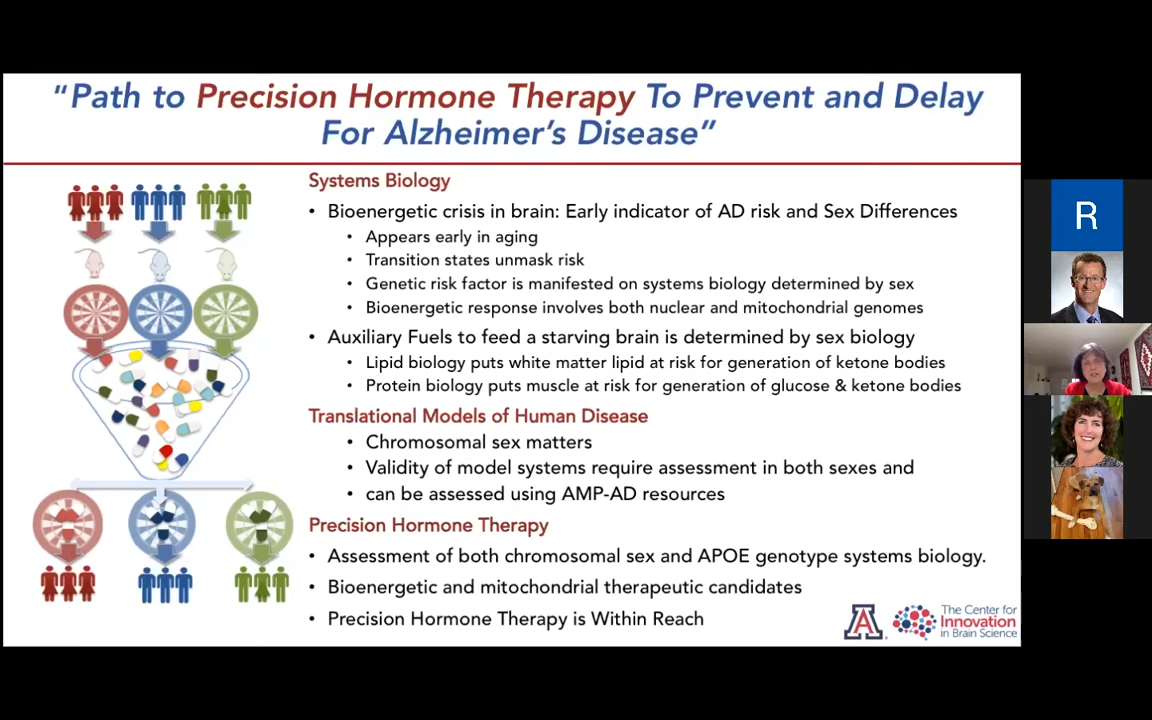 “Path to Precision Hormone Therapy To Prevent and Delay
For Alzheimer’s Disease”
Systems Biology
• Bioenergetic crisis in brain: Early indicator of AD risk and Sex Differences
• Appears early in aging
• Transition states unmask risk
• Genetic risk factor is manifested on systems biology determined by sex
• Bioenergetic response involves both nuclear and mitochondrial genomes
• Auxiliary Fuels to feed a starving brain is determined by sex biology
• Lipid biology puts white matter lipid at risk for generation of ketone bodies
• Protein biology puts muscle at risk for generation of glucose & ketone bodies
Translational Models of Human Disease
• Chromosomal sex matters
• Validity of model systems require assessment in both sexes and
• can be assessed using AMP-AD resources
Precision Hormone Therapy
• Assessment of both chromosomal sex and APOE genotype systems biology.
• Bioenergetic and mitochondrial therapeutic candidates
• Precision Hormone Therapy is Within Reach
A
The Center for
Innovation
in Brain Science
R